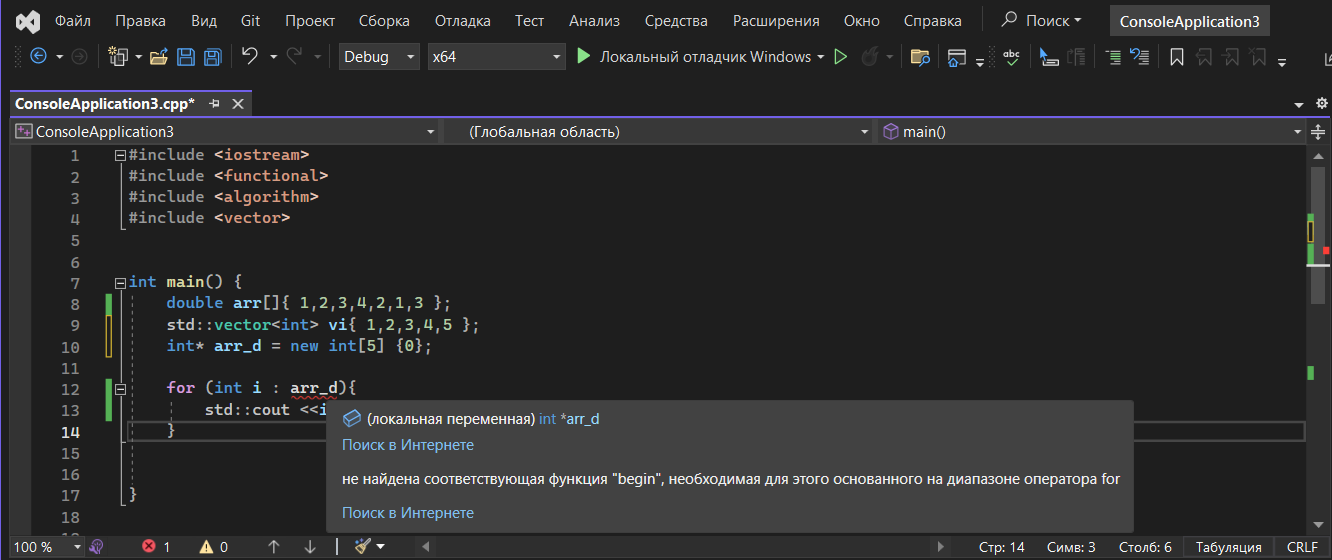 Файл Правка Вид Git Проект Сборка Отладка Тест Анализ Средства Расширения Окно Справка Поиск ConsoleApplication3
Debug x64 Локальный отладчик Windows abc
ConsoleApplication3.cpp*
ConsoleApplication3 (Глобальная область) main()
1 #include <iostream>
2 #include <functional>
3 #include <algorithm>
4 #include <vector>
5
6
7 int main() {
8 double arr[]{ 1,2,3,4,2,1,3 };
9 std::vector<int> vi{ 1,2,3,4,5 };
10 int* arr_d = new int[5] {0};
11
12 for (int i : arr_d){
13 std::cout <<i
14 }
(локальная переменная) int *arr_d
Поиск в Интернете
не найдена соответствующая функция "begin", необходимая для этого основанного на диапазоне оператора for
Поиск в Интернете
15
16
17 }
18
100 % 1 0 Стр: 14 Симв: 3 Столб: 6 Табуляция CRLF